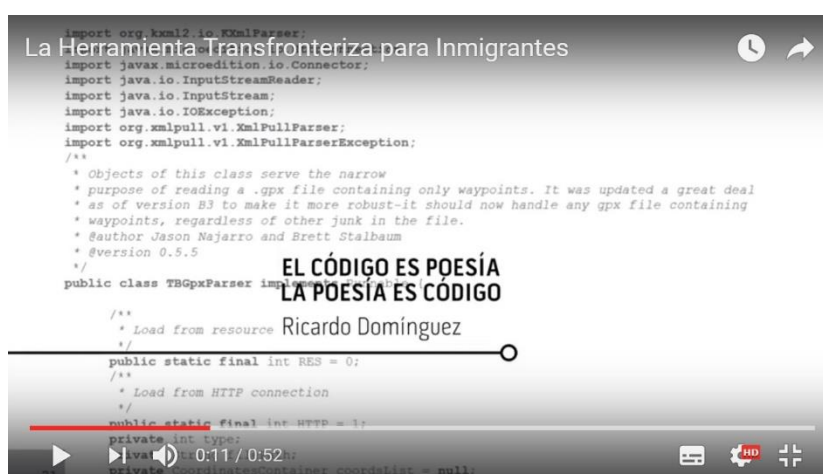 import org.kxml2.io.KXmlParser;
La Herramienta Transfronteriza para Inmigrantes
import javax.microedition.io.Connector;
import java.io.InputStreamReader;
import java.io.InputStream;
import java.io.IOException;
import org.xmlpull.v1.XmlPullParser;
import org.xmlpull.v1.XmlPullParserException;
/**
* Objects of this class serve the narrow
* purpose of reading a .gpx file containing only waypoints. It was updated a great deal
* as of version B3 to make it more robust-it should now handle any gpx file containing
* waypoints, regardless of other junk in the file.
* @author Jason Najarro and Brett Stalbaum
* @version 0.5.5
*/
EL CÓDIGO ES POESÍA
public class TBGpxParser implements Runnable {
LA POESÍA ES CÓDIGO
/**
* Load from resource
Ricardo Domínguez
*/
public static final int RES = 0;
/**
* Load from HTTP connection
*/
public static final int HTTP = 1;
private int type;
0:11 / 0:52
HD
private CoordinatesContainer coordsList = null;